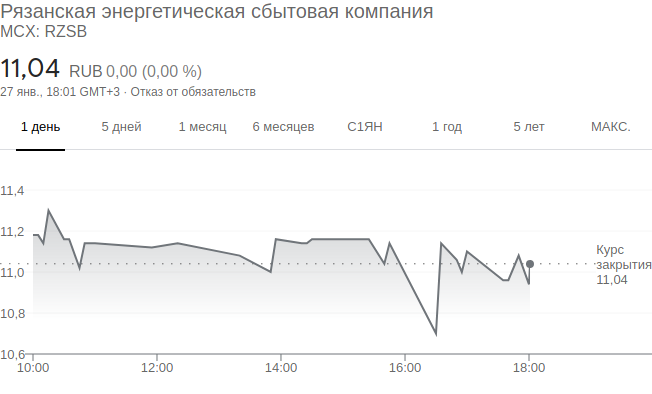 Рязанская энергетическая сбытовая компания
MCX: RZSB
11,04 RUB 0,00 (0,00 %)
27 янв., 18:01 GMT+3 · Отказ от обязательств
1 день 5 дней 1 месяц 6 месяцев С1ЯН 1 год 5 лет МАКС.
11,4
11,2
11,0
10,8
10,6
Курс
закрытия
11,04
10:00 12:00 14:00 16:00 18:00